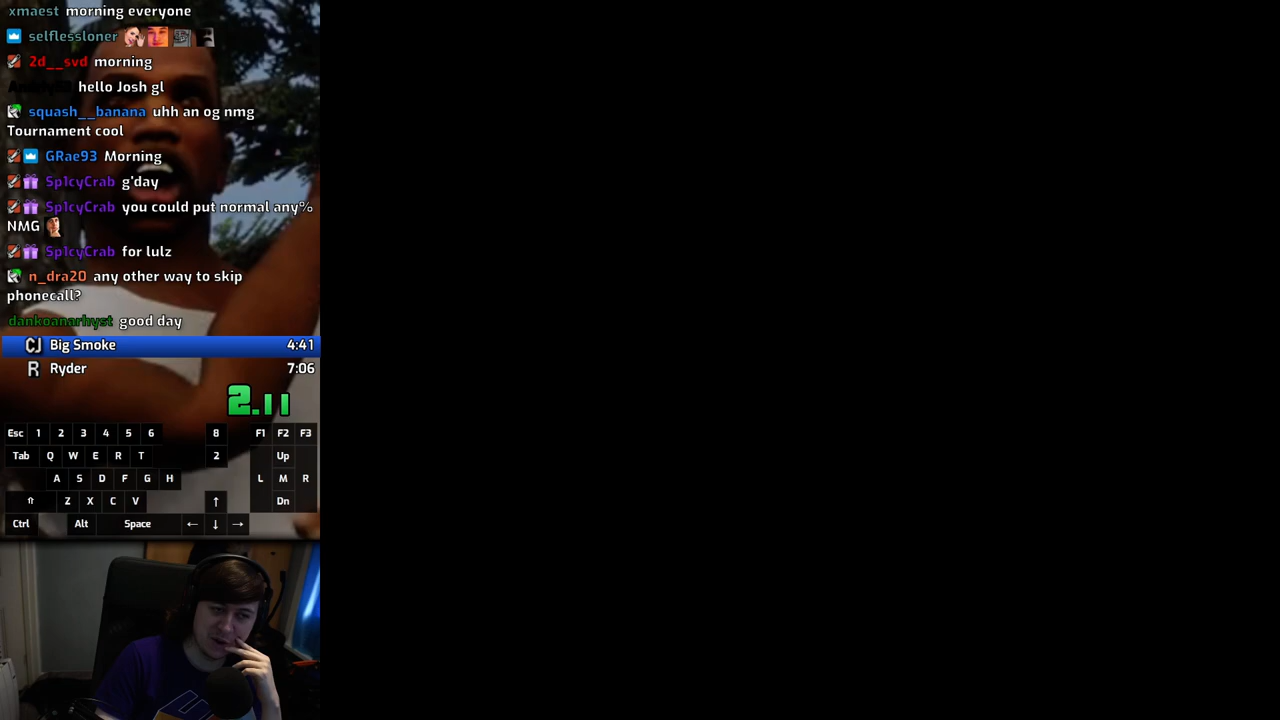 xmaest morning everyone
selflessloner
2d__svd morning
hello Josh gl
squash__banana uhh an og nmg
Tournament cool
GRae93 Morning
Sp1cyCrab g'day
Sp1cyCrab you could put normal any%
NMG
Sp1cyCrab for lulz
n_dra20 any other way to skip
phonecall?
dankoanarhyst good day
CJ Big Smoke 4:41
R Ryder 7:06
2.11
Esc 1 2 3 4 5 6 8 F1 F2 F3
Tab Q W E R T 2 Up
A S D F G H L M R
⇧ Z X C V ↑ Dn
Ctrl Alt Space ← ↓ →